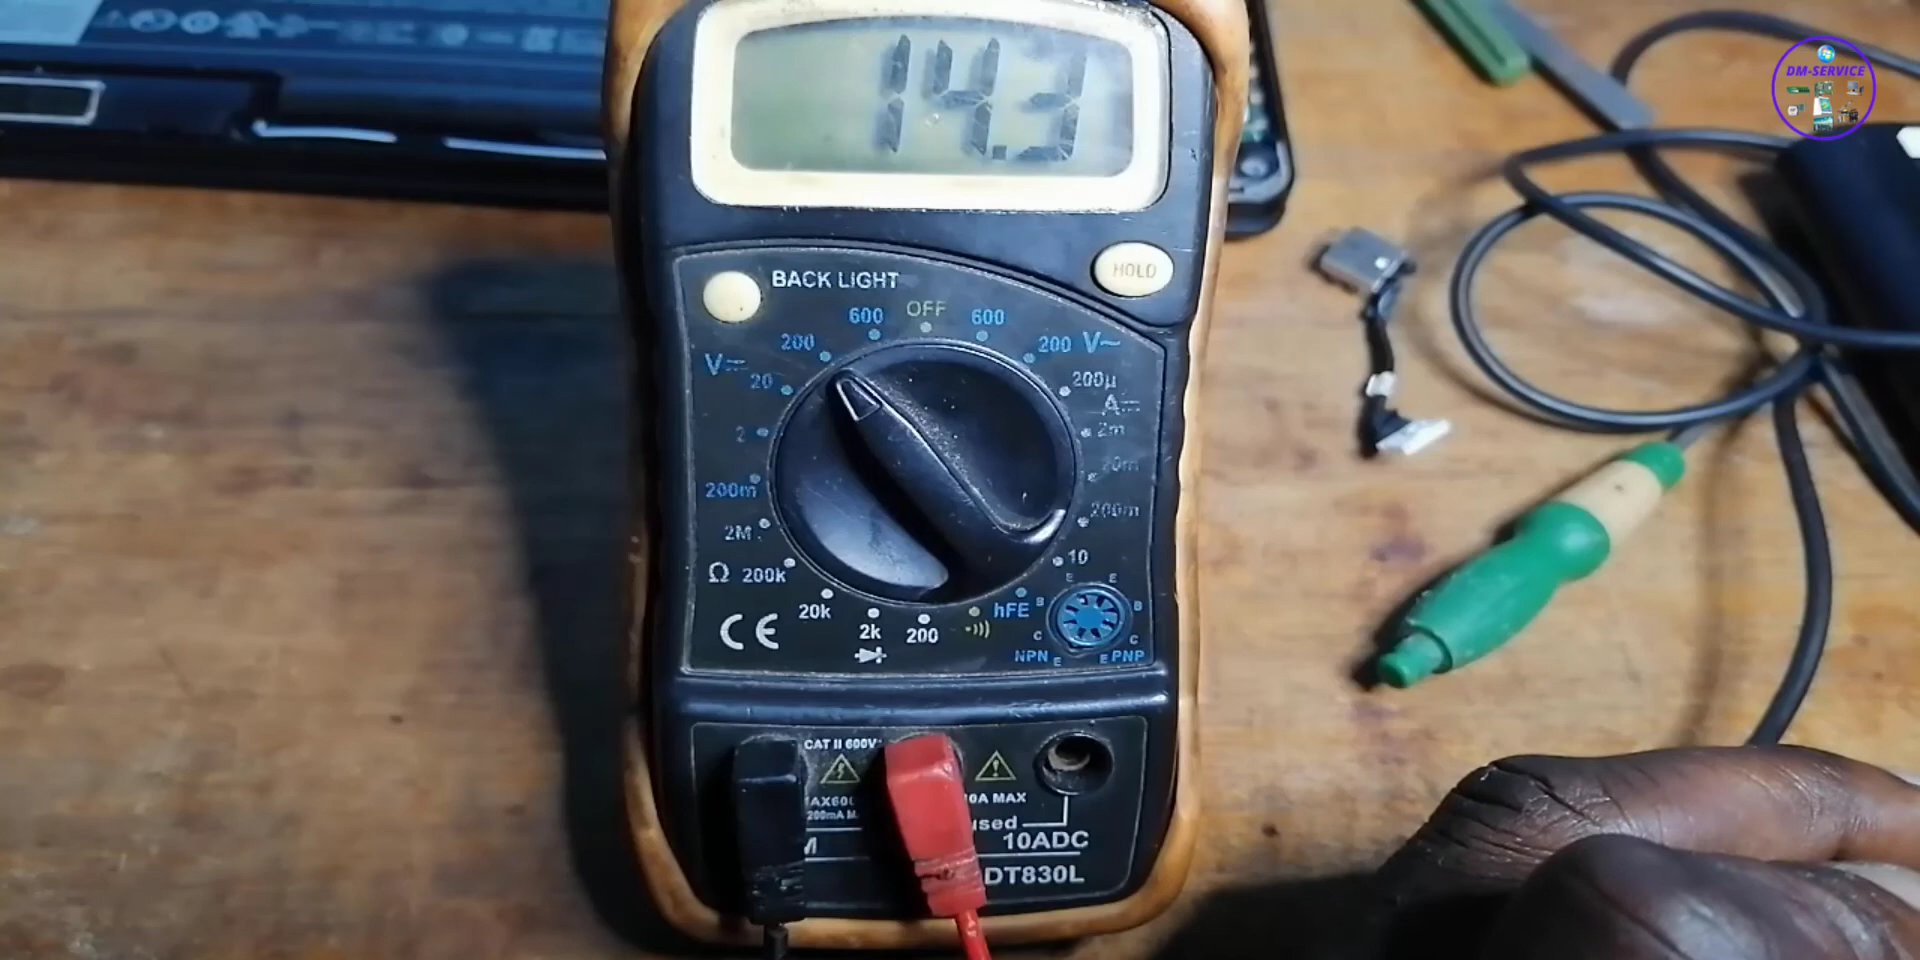 14.3
DM-SERVICE
HOLD
BACK LIGHT
600 OFF 600
200 200 V~
V⎓ 20 200µ
A⎓
2 2m
20m
200m 200m
2M
10
Ω 200k
E E
20k 2k 200 •))) hFE B B
C C
NPN E E PNP
CE
CAT II 600V
10A MAX
10ADC
DT830L